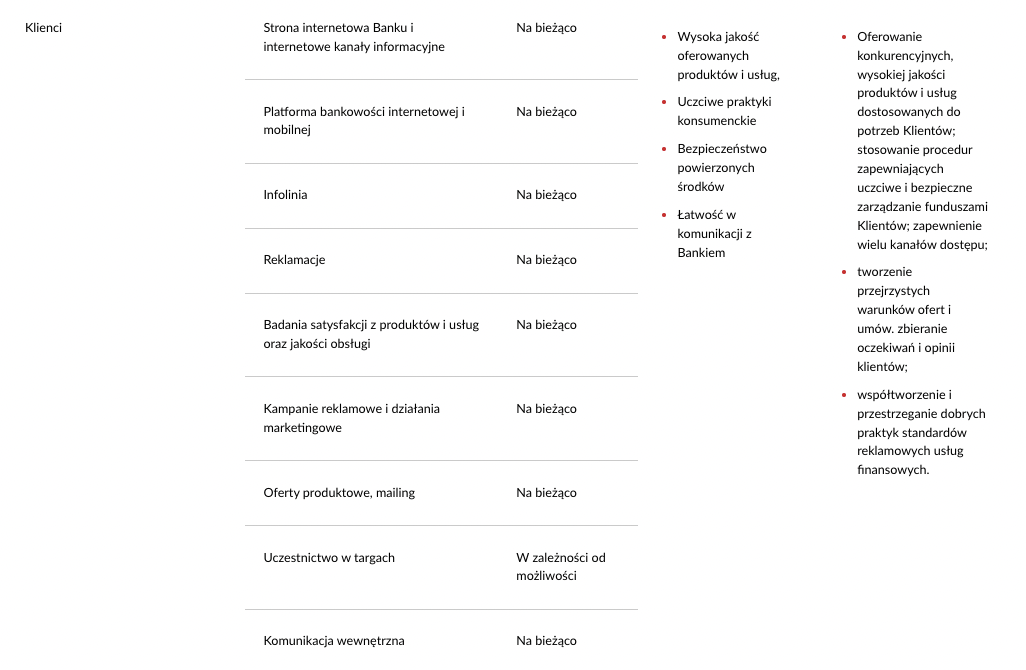 Klienci
Strona internetowa Banku i
internetowe kanały informacyjne
Na bieżąco
Platforma bankowości internetowej i
mobilnej
Na bieżąco
Infolinia
Na bieżąco
Reklamacje
Na bieżąco
Badania satysfakcji z produktów i usług
oraz jakości obsługi
Na bieżąco
Kampanie reklamowe i działania
marketingowe
Na bieżąco
Oferty produktowe, mailing
Na bieżąco
Uczestnictwo w targach
W zależności od
możliwości
Komunikacja wewnętrzna
Na bieżąco
• Wysoka jakość
oferowanych
produktów i usług,
• Uczciwe praktyki
konsumenckie
• Bezpieczeństwo
powierzonych
środków
• Łatwość w
komunikacji z
Bankiem
• Oferowanie
konkurencyjnych,
wysokiej jakości
produktów i usług
dostosowanych do
potrzeb Klientów;
stosowanie procedur
zapewniających
uczciwe i bezpieczne
zarządzanie funduszami
Klientów; zapewnienie
wielu kanałów dostępu;
• tworzenie
przejrzystych
warunków ofert i
umów. zbieranie
oczekiwań i opinii
klientów;
• współtworzenie i
przestrzeganie dobrych
praktyk standardów
reklamowych usług
finansowych.